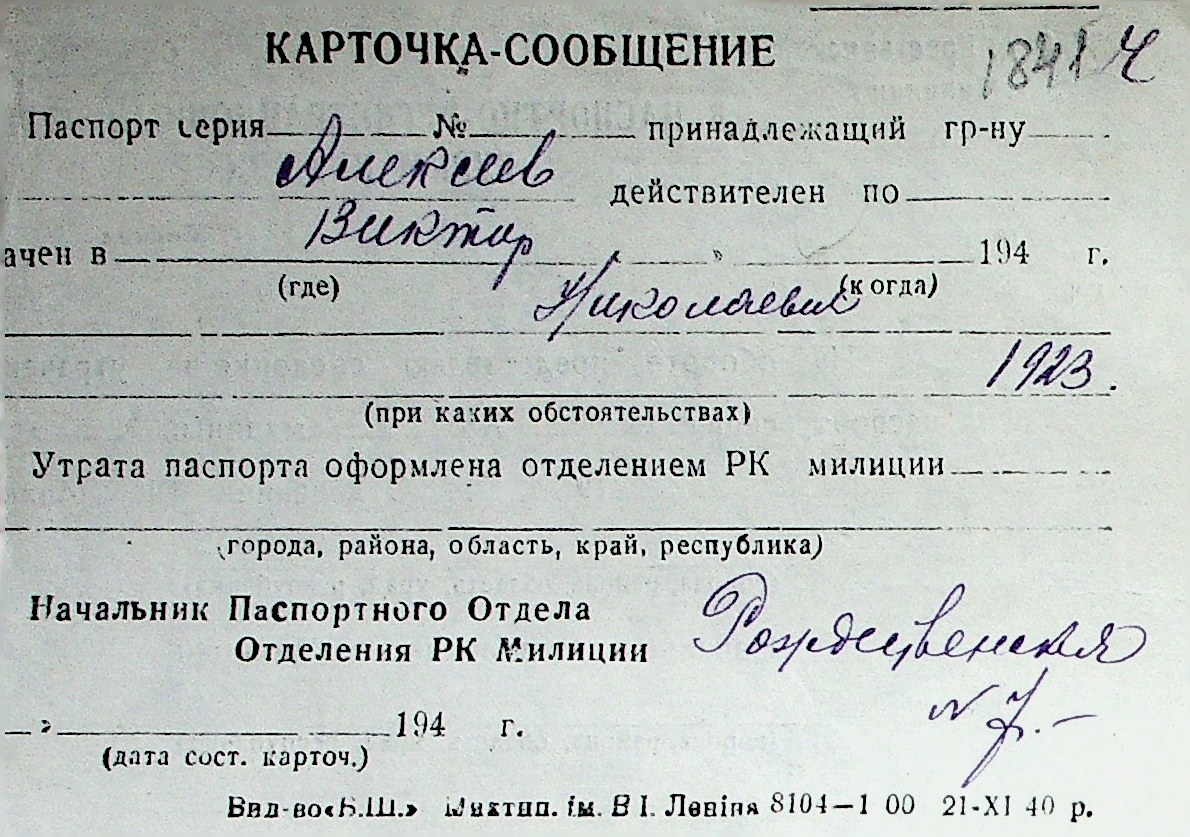 КАРТОЧКА-СООБЩЕНИЕ
1841 Ч
Паспорт серия № принадлежащий гр-ну
Алексеев
действителен по
Виктор
ачен в » 194 г.
(где) (когда)
Николаевич
1923.
(при каких обстоятельствах)
Утрата паспорта оформлена отделением РК милиции
(города, района, область, край, республика)
Начальник Паспортного Отдела
Отделения РК Милиции
Рождественская
N 7.—
» 194 г.
(дата сост. карточ.)
Вид-во «Б.Ш.» ім. В І. Леніна 8104—1 00 21-XI 40 р.